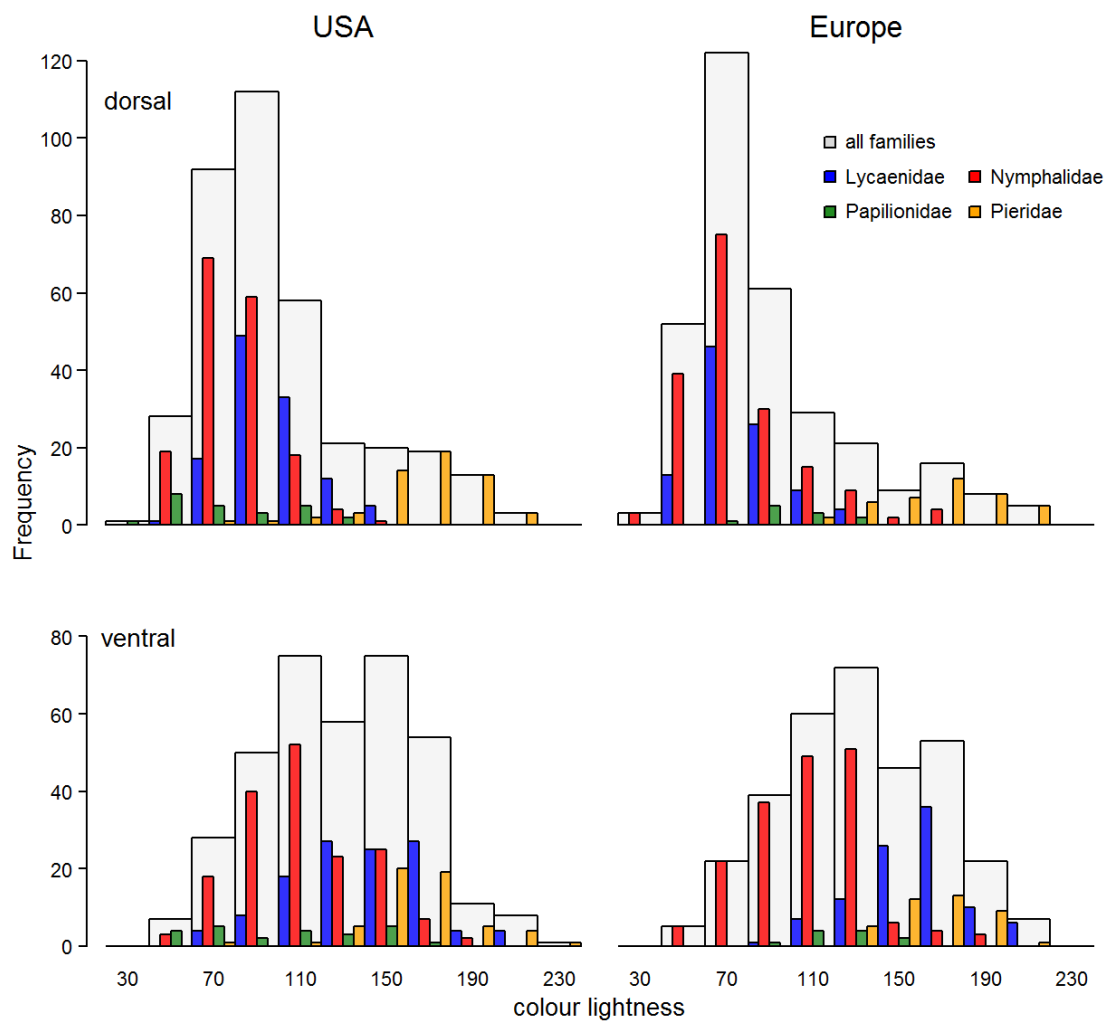 USA Europe
120
dorsal
100
all families
80
Lycaenidae Nymphalidae
Papilionidae Pieridae
60
40
20
0
Frequency
80
ventral
60
40
20
0
30 70 110 150 190 230 30 70 110 150 190 230
colour lightness